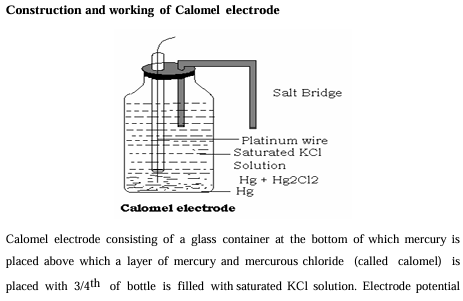 Construction and working of Calomel electrode
Salt Bridge
Platinum wire
Saturated KCl
Solution
Hg + Hg2Cl2
Hg
Calomel electrode
Calomel electrode consisting of a glass container at the bottom of which mercury is
placed above which a layer of mercury and mercurous chloride (called calomel) is
placed with 3/4th of bottle is filled with saturated KCl solution. Electrode potential